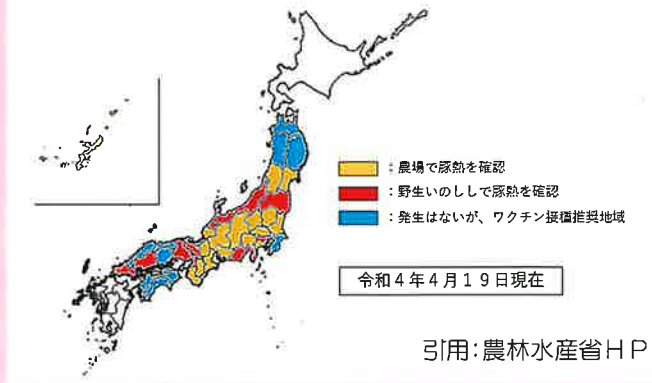 ：農場で豚熱を確認
：野生いのししで豚熱を確認
：発生はないが、ワクチン接種推奨地域
令和４年４月１９日現在
引用：農林水産省ＨＰ